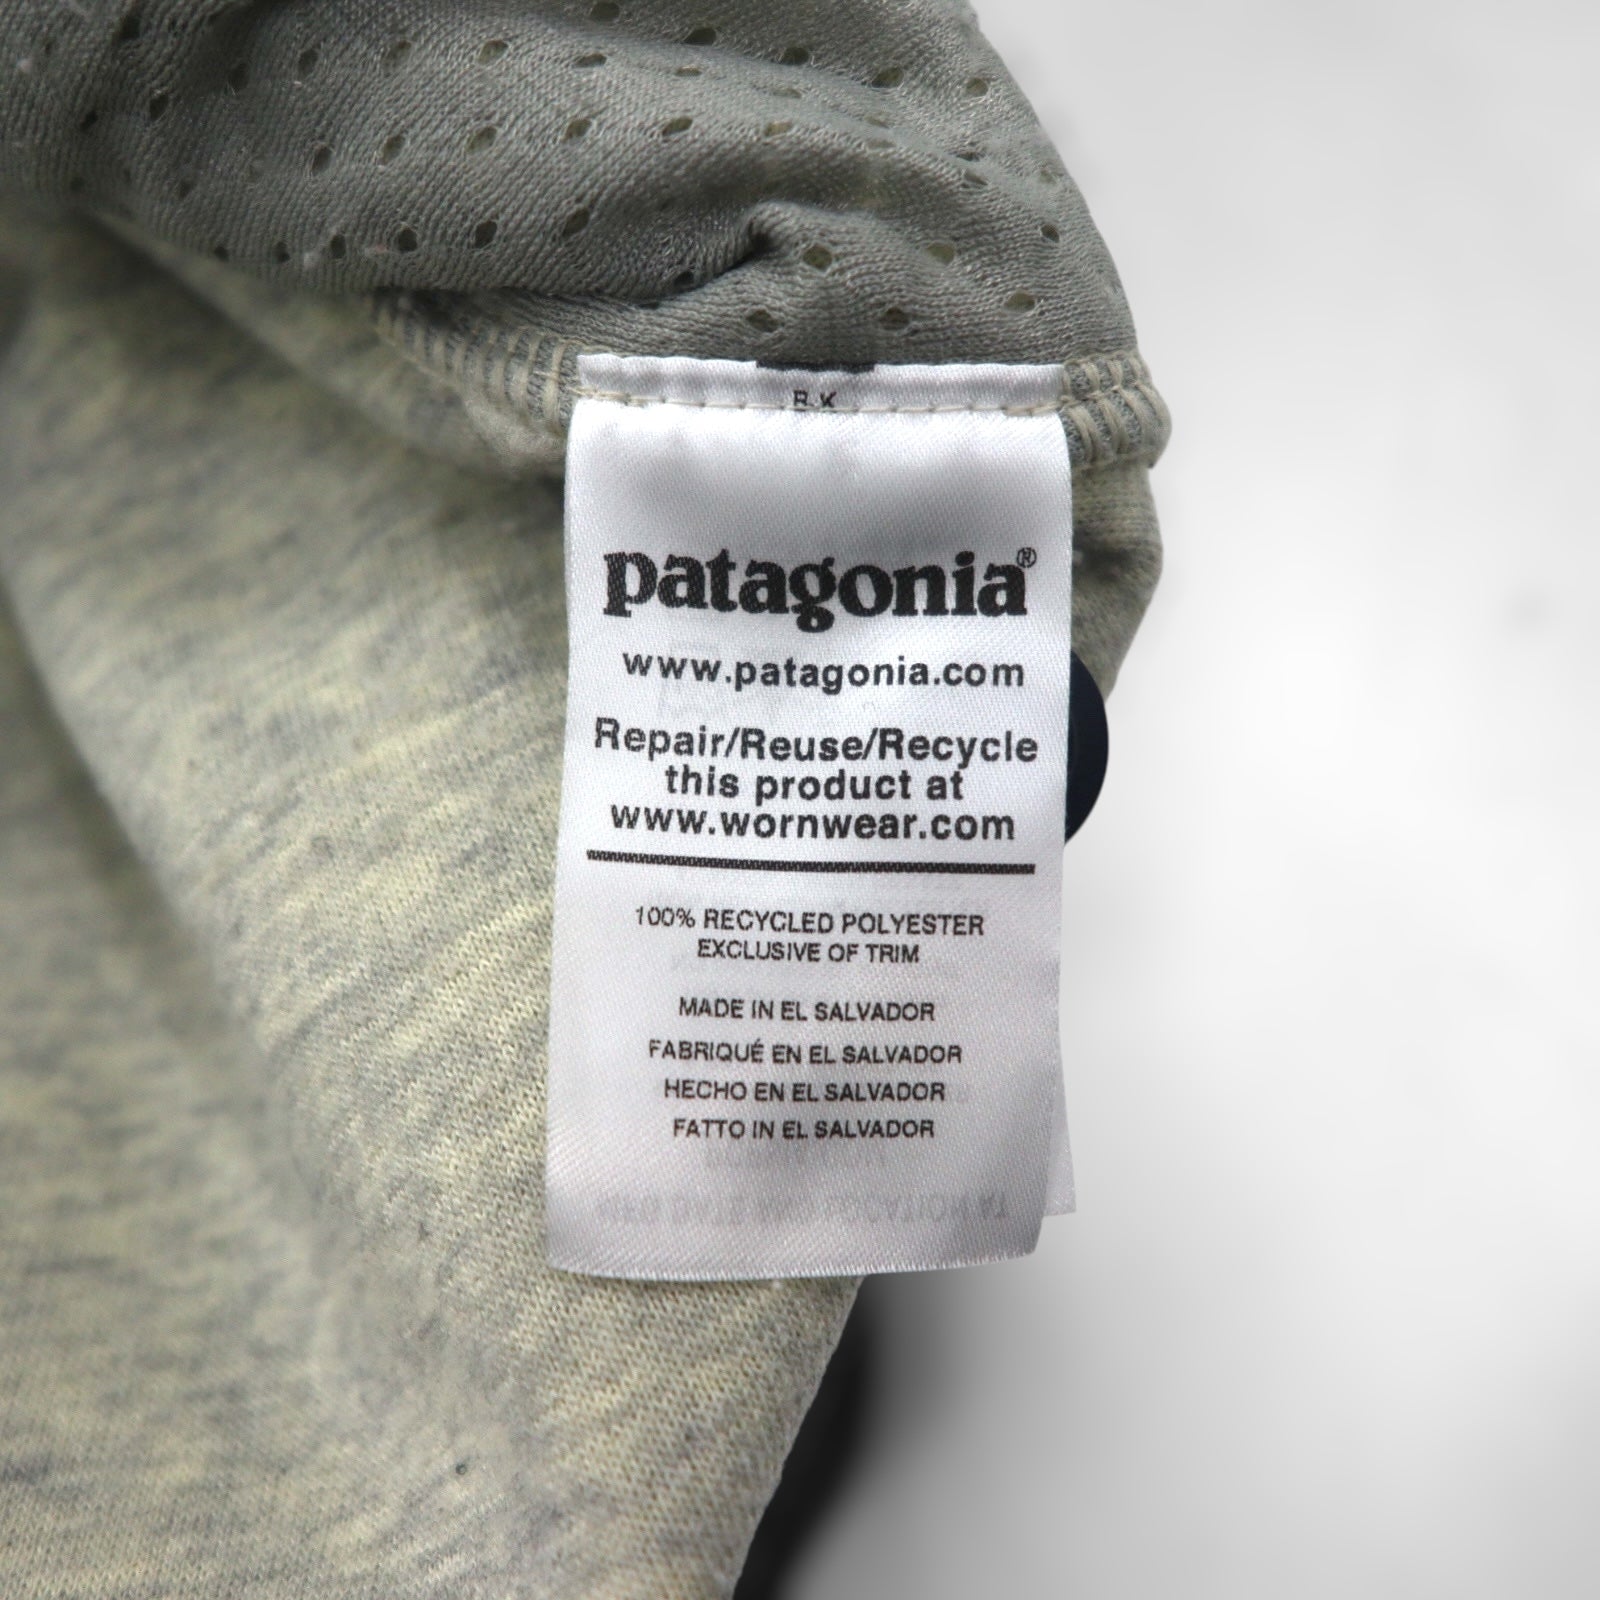 patagonia®
www.patagonia.com
Repair/Reuse/Recycle
this product at
www.wornwear.com
100% RECYCLED POLYESTER
EXCLUSIVE OF TRIM
MADE IN EL SALVADOR
FABRIQUÉ EN EL SALVADOR
HECHO EN EL SALVADOR
FATTO IN EL SALVADOR